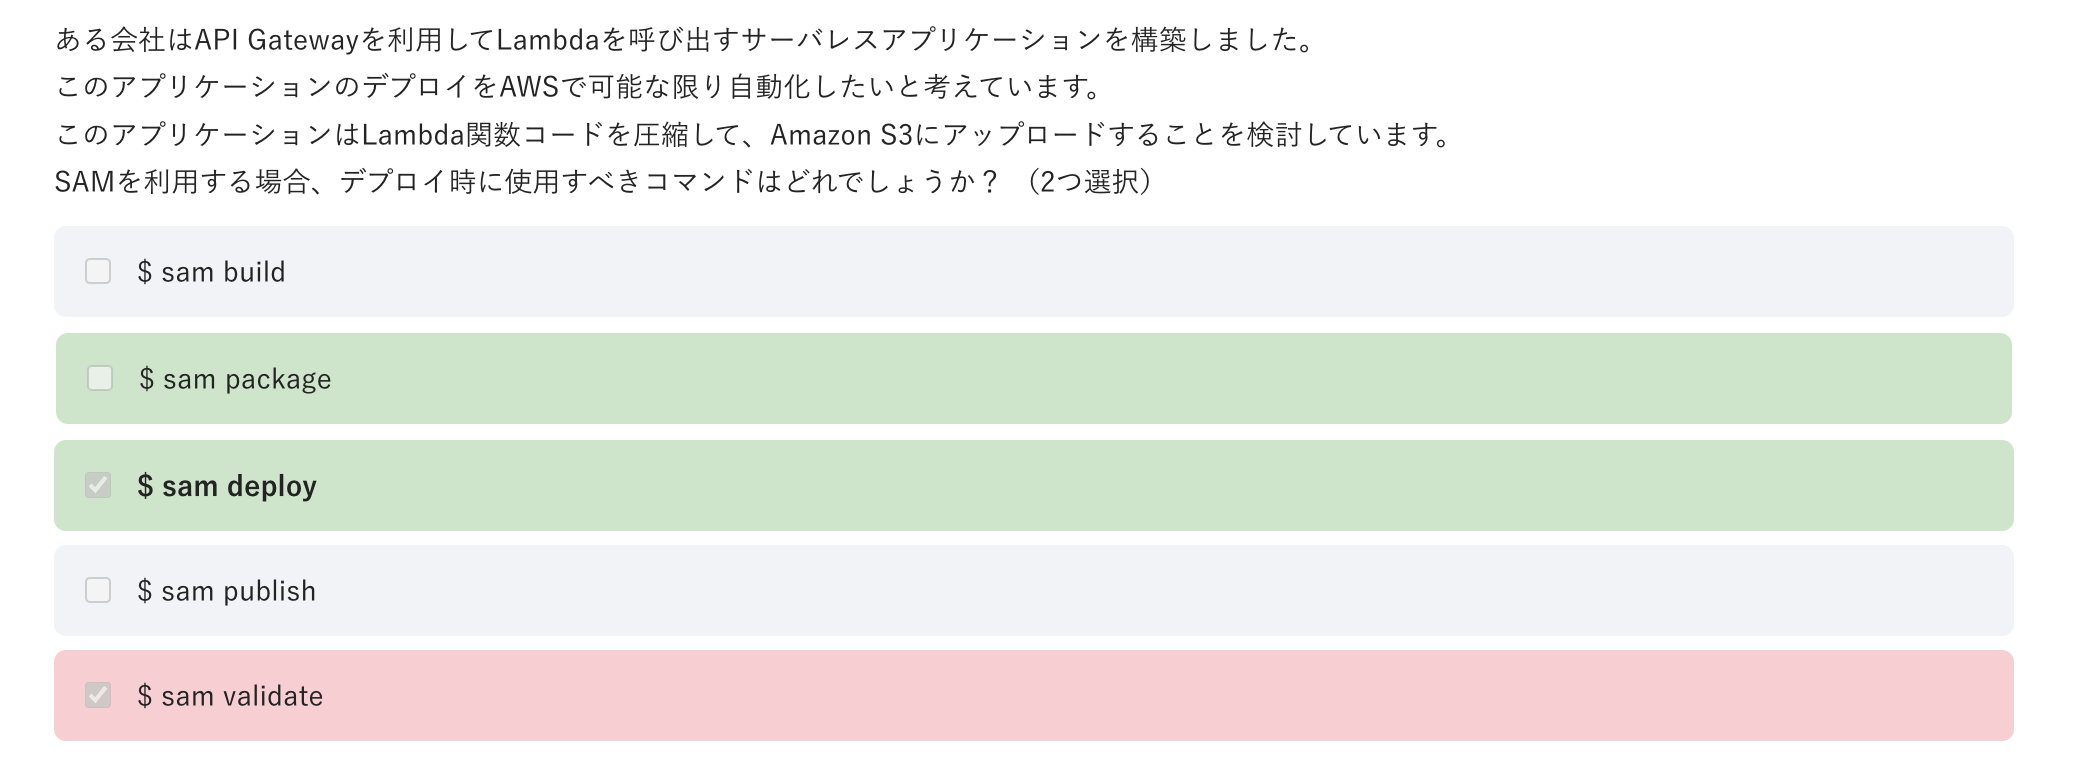 ある会社はAPI Gatewayを利用してLambdaを呼び出すサーバレスアプリケーションを構築しました。
このアプリケーションのデプロイをAWSで可能な限り自動化したいと考えています。
このアプリケーションはLambda関数コードを圧縮して、Amazon S3にアップロードすることを検討しています。
SAMを利用する場合、デプロイ時に使用すべきコマンドはどれでしょうか？（2つ選択）
$ sam build
$ sam package
$ sam deploy
$ sam publish
$ sam validate